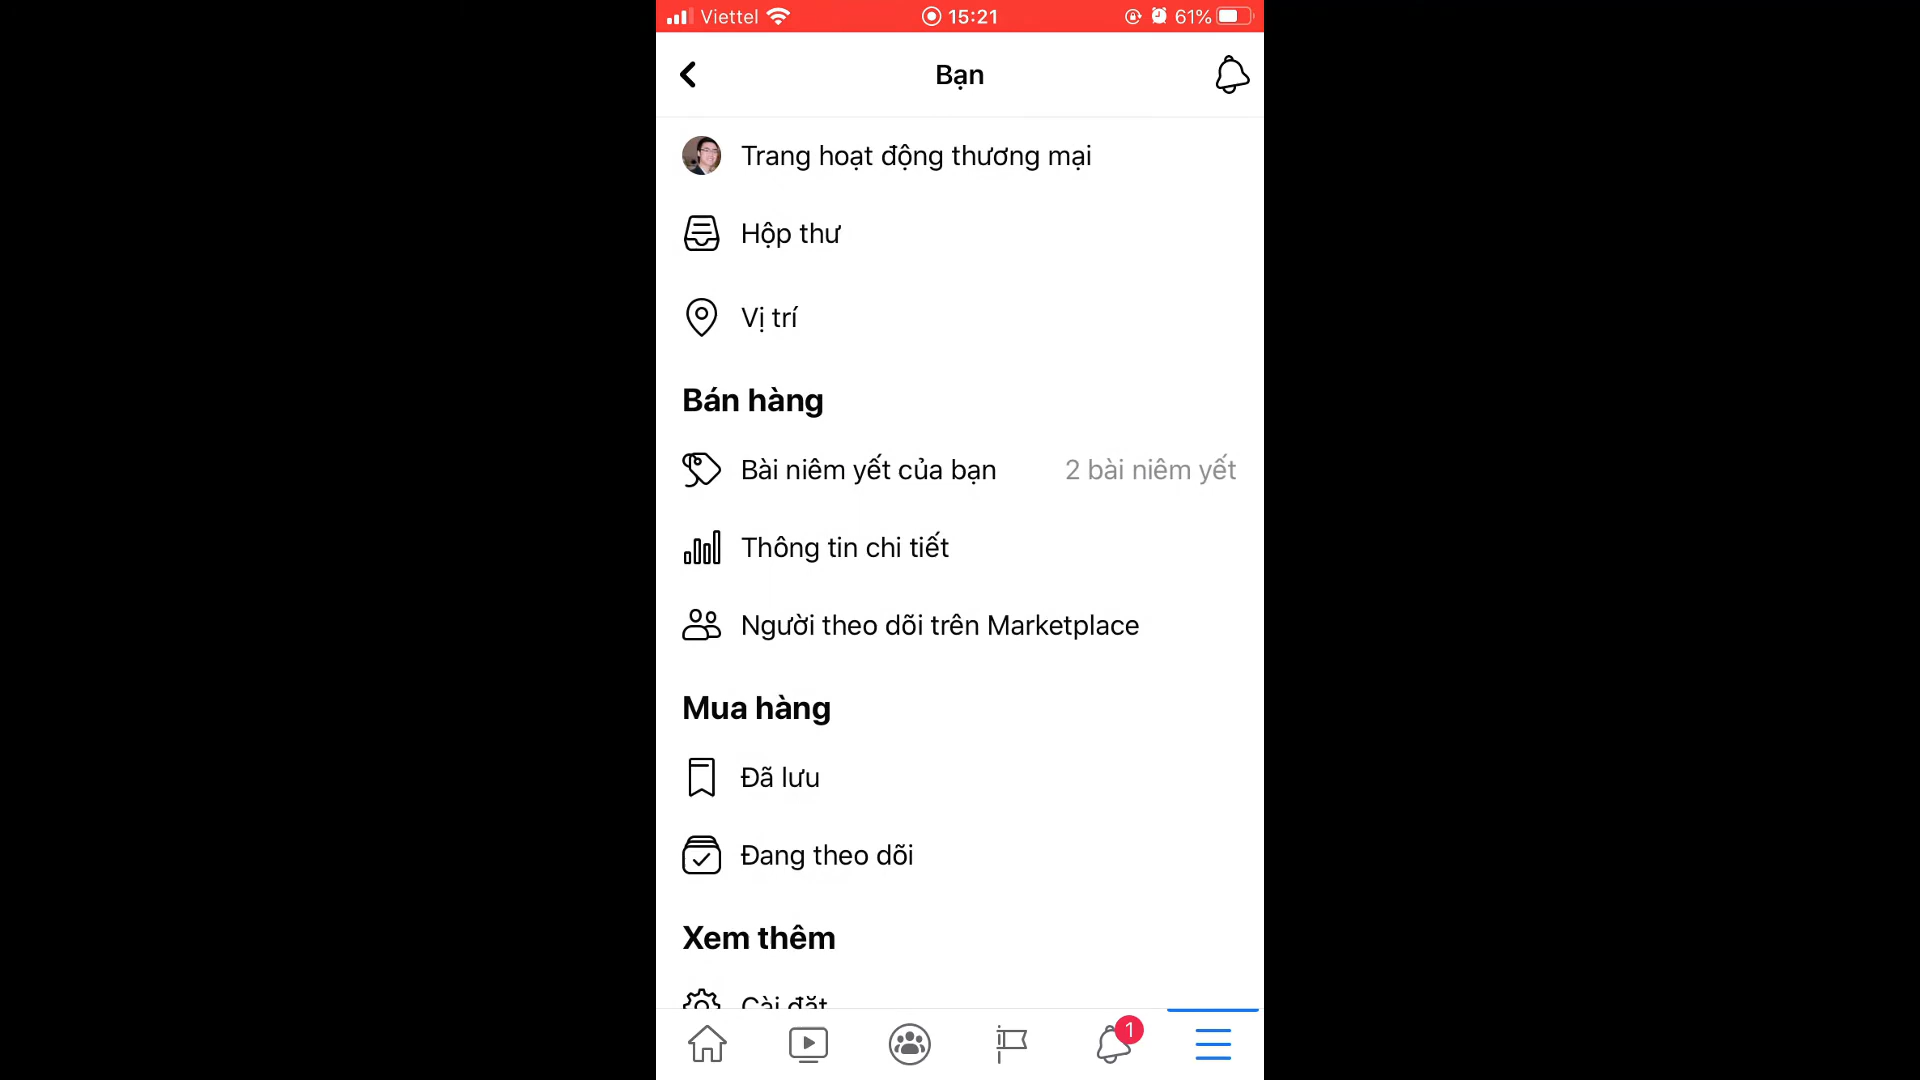 Viettel 15:21 61%
Bạn
Trang hoạt động thương mại
Hộp thư
Vị trí
Bán hàng
Bài niêm yết của bạn 2 bài niêm yết
Thông tin chi tiết
Người theo dõi trên Marketplace
Mua hàng
Đã lưu
Đang theo dõi
Xem thêm
Cài đặt
1